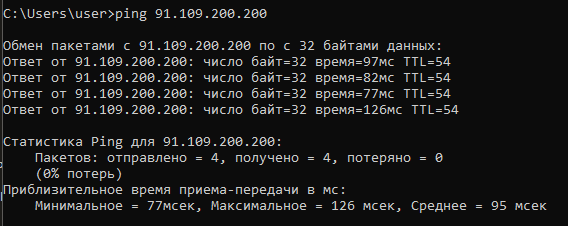 C:\Users\user>ping 91.109.200.200
Обмен пакетами с 91.109.200.200 по с 32 байтами данных:
Ответ от 91.109.200.200: число байт=32 время=97мс TTL=54
Ответ от 91.109.200.200: число байт=32 время=82мс TTL=54
Ответ от 91.109.200.200: число байт=32 время=77мс TTL=54
Ответ от 91.109.200.200: число байт=32 время=126мс TTL=54
Статистика Ping для 91.109.200.200:
Пакетов: отправлено = 4, получено = 4, потеряно = 0
(0% потерь)
Приблизительное время приема-передачи в мс:
Минимальное = 77мсек, Максимальное = 126 мсек, Среднее = 95 мсек